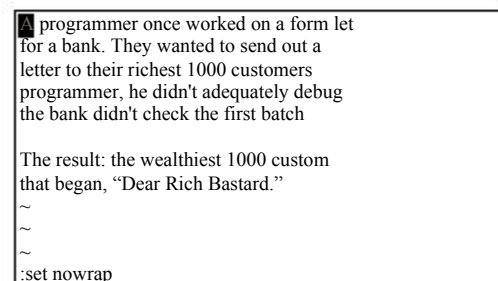 A programmer once worked on a form let
for a bank. They wanted to send out a
letter to their richest 1000 customers
programmer, he didn't adequately debug
the bank didn't check the first batch

The result: the wealthiest 1000 custom
that began, “Dear Rich Bastard.”
~
~
~
:set nowrap